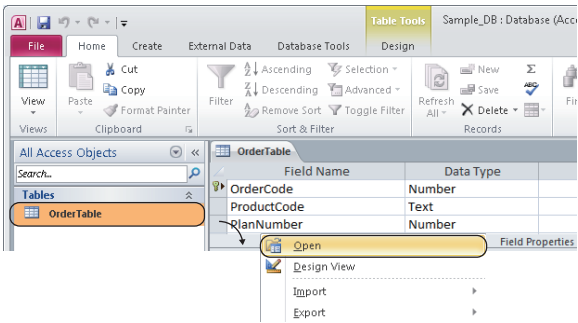 Table Tools
Sample_DB : Database (Acc
File
Home
Create
External Data
Database Tools
Design
View
Views
Paste
Cut
Copy
Format Painter
Clipboard
Filter
Ascending
Descending
Remove Sort
Selection
Advanced
Toggle Filter
Sort & Filter
Refresh
All
New
Save
Delete
Records
Σ
ABC
Fin
All Access Objects
Search...
Tables
OrderTable
OrderTable
Field Name Data Type
OrderCode Number
ProductCode Text
PlanNumber Number
Field Properties
Open
Design View
Import
Export